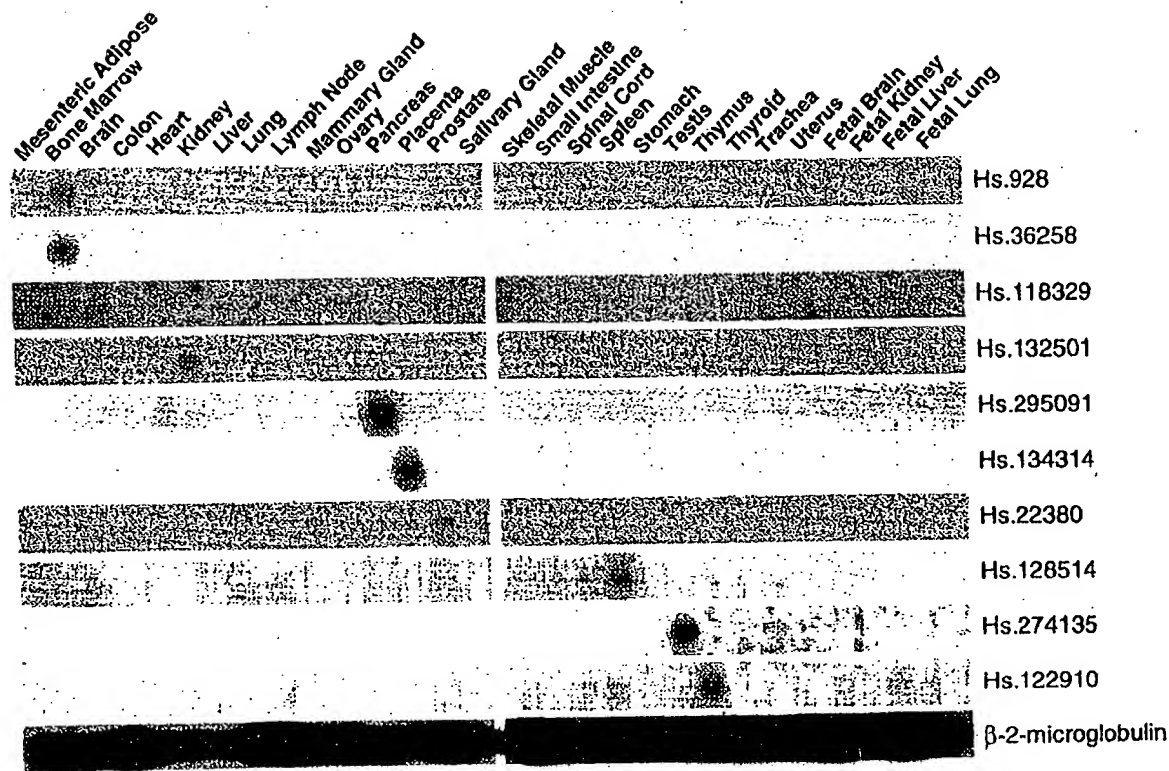 Mesenteric Adipose
Bone Marrow
Brain
Colon
Heart
Kidney
Liver
Lung
Lymph Node
Mammary Gland
Ovary
Pancreas
Placenta
Prostate
Salivary Gland
Skeletal Muscle
Small Intestine
Spinal Cord
Spleen
Stomach
Testis
Thymus
Thyroid
Trachea
Uterus
Fetal Brain
Fetal Kidney
Fetal Liver
Fetal Lung
Hs.928
Hs.36258
Hs.118329
Hs.132501
Hs.295091
Hs.134314
Hs.22380
Hs.128514
Hs.274135
Hs.122910
β-2-microglobulin